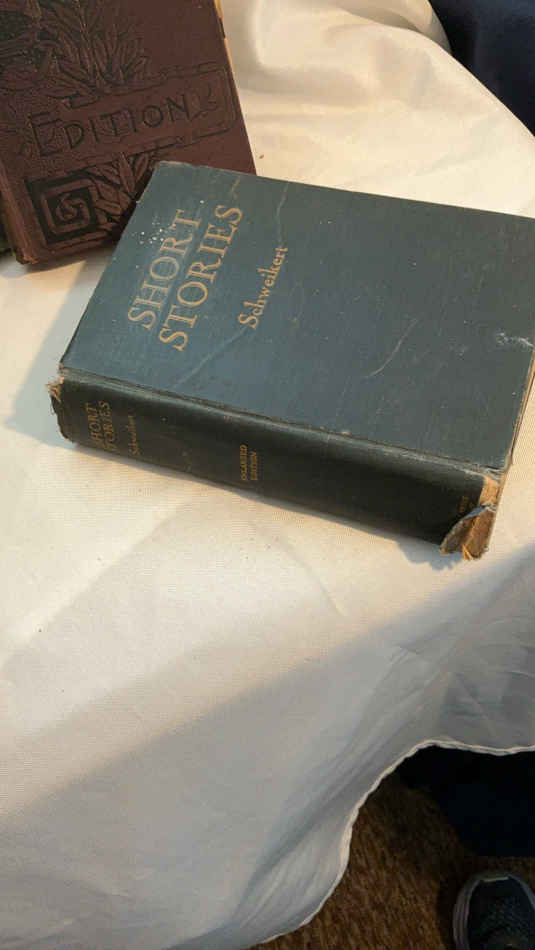 EDITION
SHORT
STORIES
Schweikert
SHORT
STORIES
Schweikert
ENLARGED
EDITION